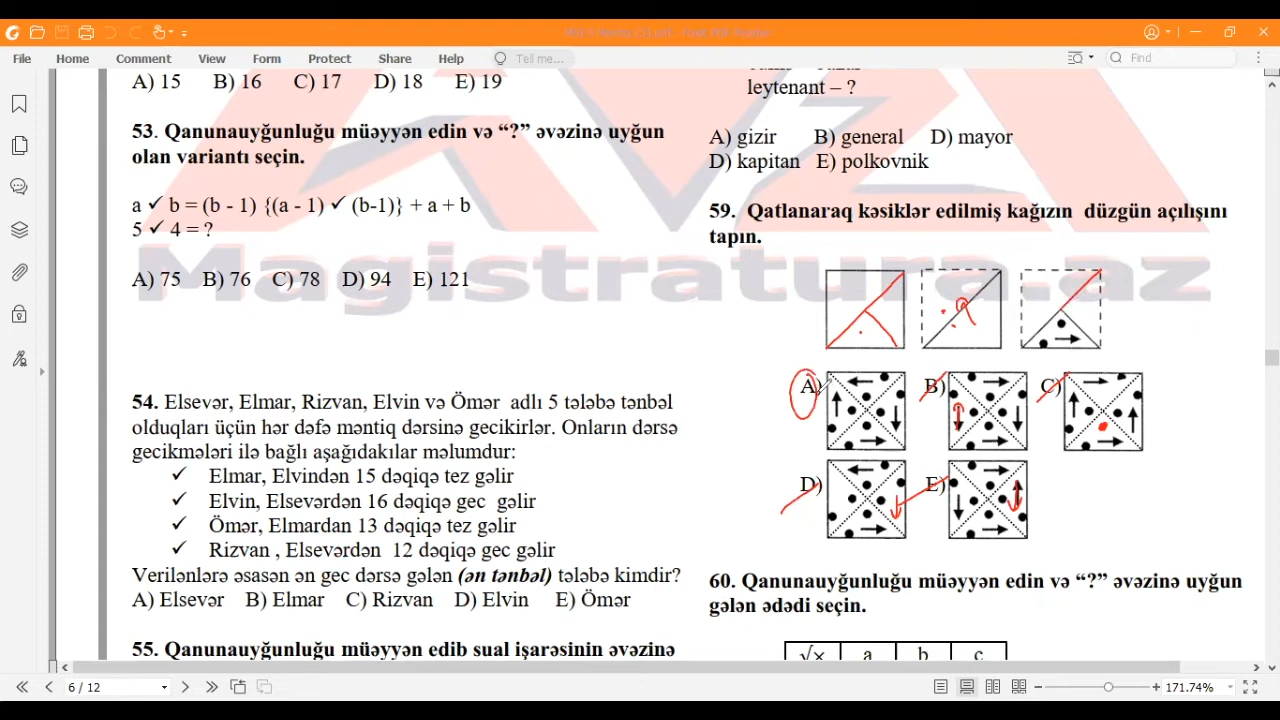 File Home Comment View Form Protect Share Help Tell me... Find
A) 15 B) 16 C) 17 D) 18 E) 19
53. Qanunauyğunluğu müəyyən edin və “?” əvəzinə uyğun
olan variantı seçin.
a ✓ b = (b - 1) {(a - 1) ✓ (b-1)} + a + b
5 ✓ 4 = ?
A) 75 B) 76 C) 78 D) 94 E) 121
54. Elsevər, Elmar, Rizvan, Elvin və Ömər adlı 5 tələbə tənbəl
olduqları üçün hər dəfə məntiq dərsinə gecikirlər. Onların dərsə
gecikmələri ilə bağlı aşağıdakılar məlumdur:
✓ Elmar, Elvindən 15 dəqiqə tez gəlir
✓ Elvin, Elsevərdən 16 dəqiqə gec gəlir
✓ Ömər, Elmardan 13 dəqiqə tez gəlir
✓ Rizvan , Elsevərdən 12 dəqiqə gec gəlir
Verilənlərə əsasən ən gec dərsə gələn (ən tənbəl) tələbə kimdir?
A) Elsevər B) Elmar C) Rizvan D) Elvin E) Ömər
55. Qanunauyğunluğu müəyyən edib sual işarəsinin əvəzinə
leytenant – ?
A) gizir B) general D) mayor
D) kapitan E) polkovnik
59. Qatlanaraq kəsiklər edilmiş kağızın düzgün açılışını
tapın.
A) B) C)
D) E)
60. Qanunauyğunluğu müəyyən edin və “?” əvəzinə uyğun
gələn ədədi seçin.
√x a b c
Magistratura.az
6 / 12
171.74%